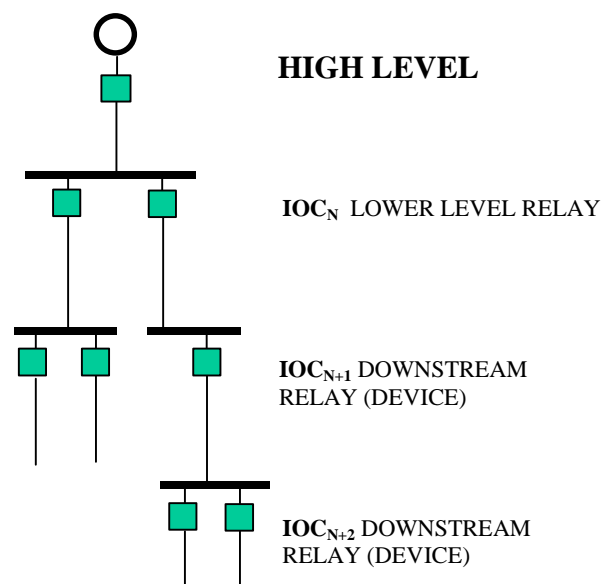 HIGH LEVEL
IOCN LOWER LEVEL RELAY
IOCN+1 DOWNSTREAM
RELAY (DEVICE)
IOCN+2 DOWNSTREAM
RELAY (DEVICE)